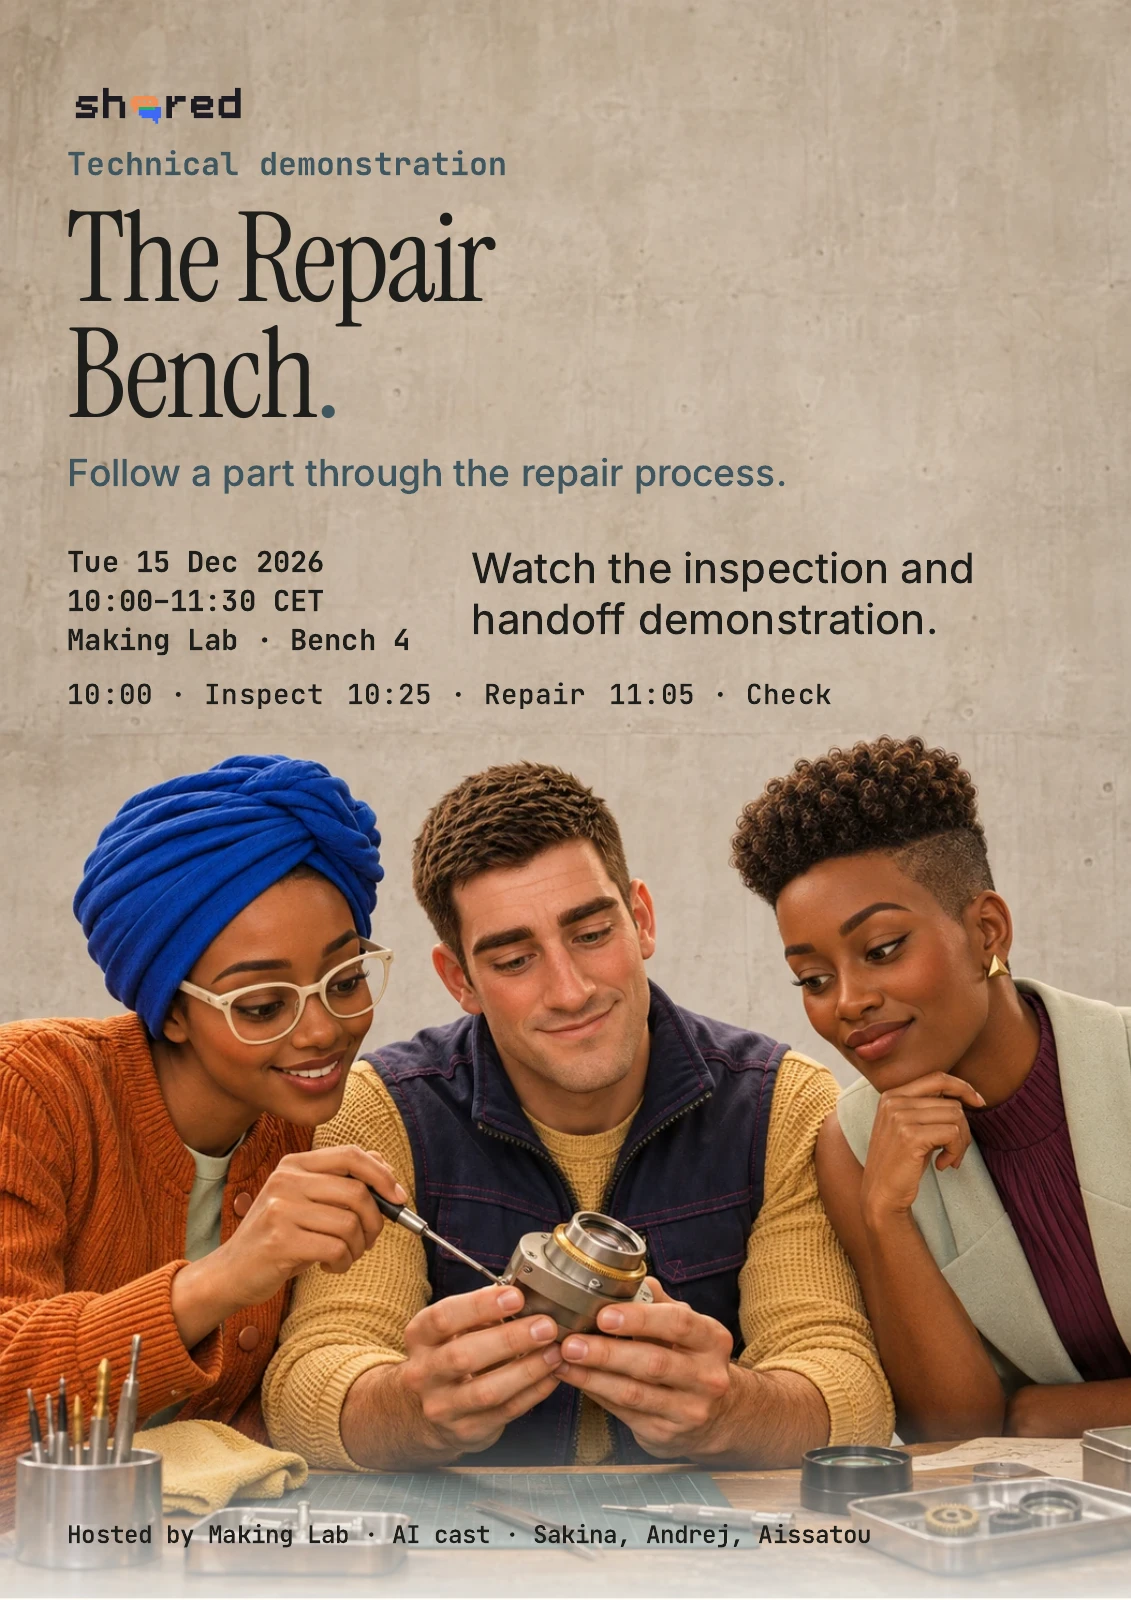 shared
Technical demonstration
The Repair
Bench.
Follow a part through the repair process.
Tue 15 Dec 2026
10:00–11:30 CET
Making Lab · Bench 4
Watch the inspection and
handoff demonstration.
10:00 · Inspect 10:25 · Repair 11:05 · Check
Hosted by Making Lab · AI cast · Sakina, Andrej, Aissatou